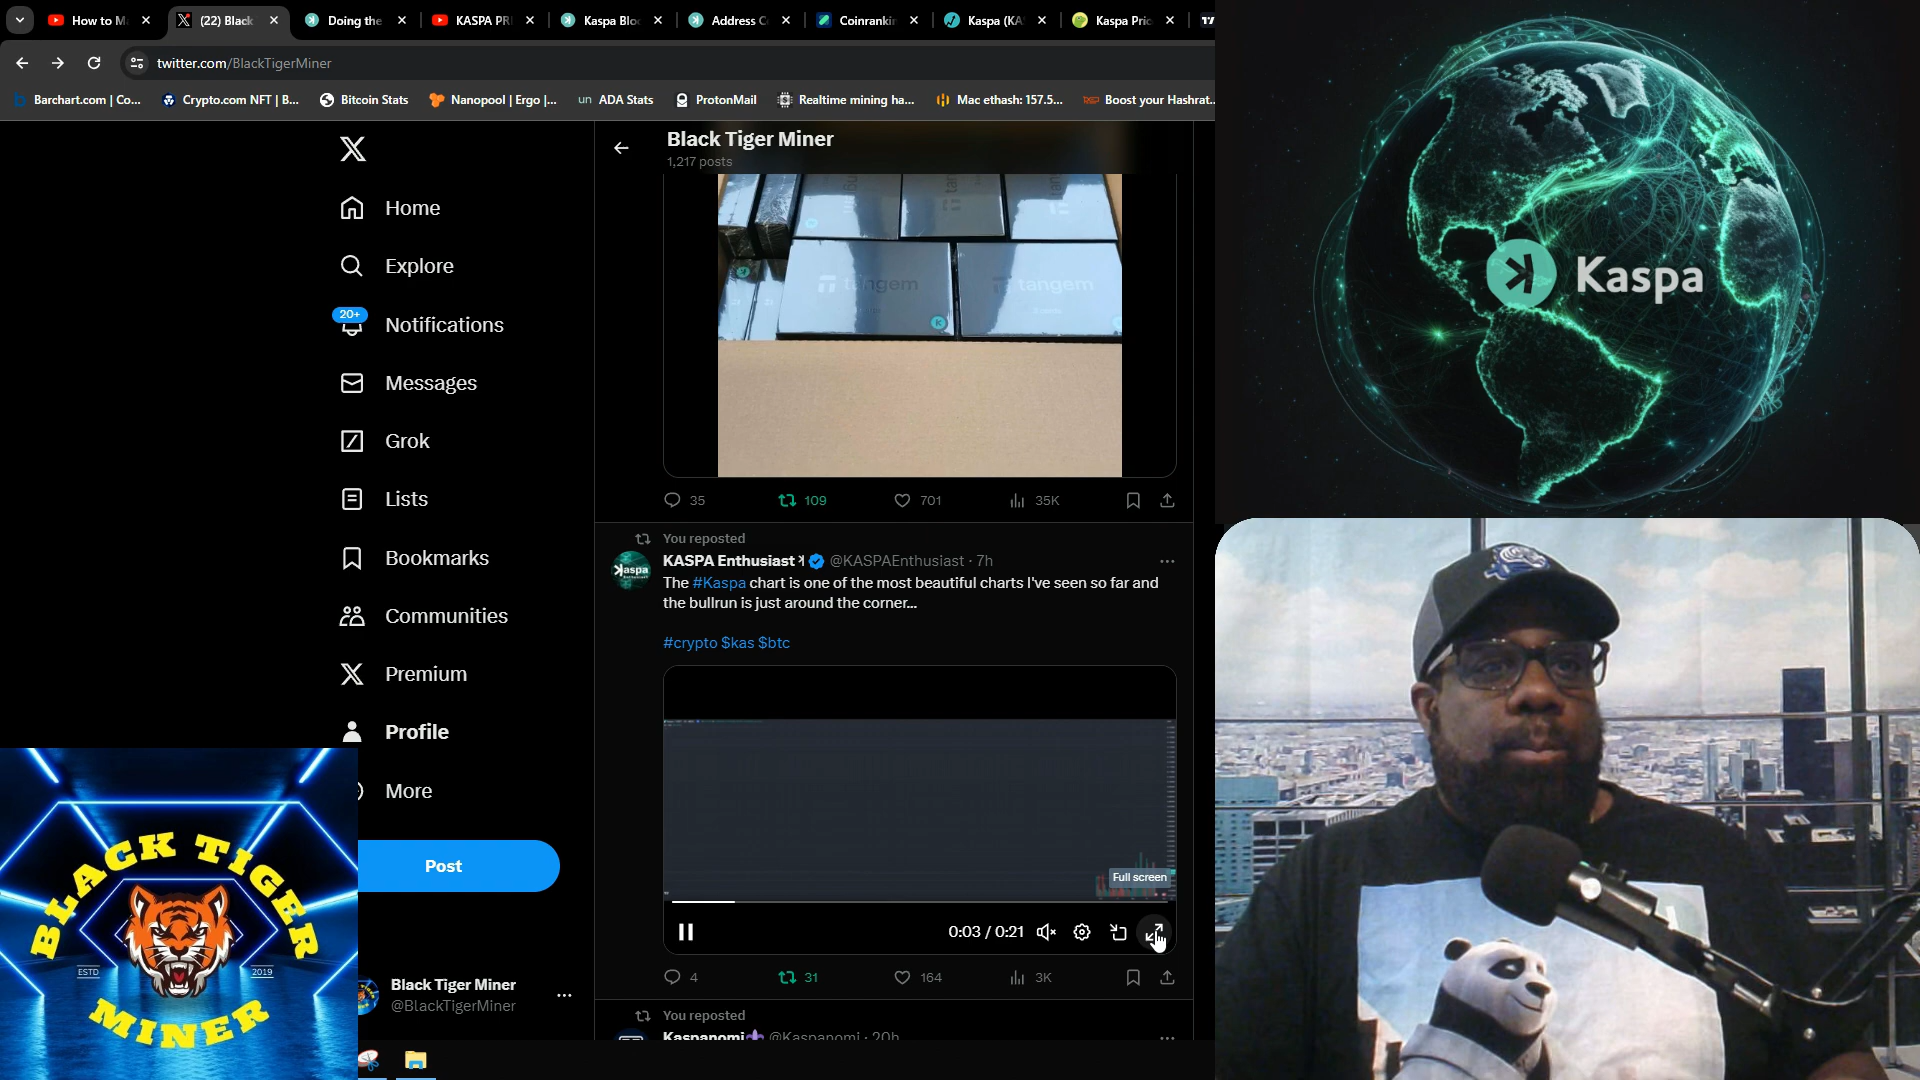 How to M
(22) Black
Doing the
KASPA PR
Kaspa Blo
Address C
Coinrankin
Kaspa (KA
Kaspa Pric
twitter.com/BlackTigerMiner
Barchart.com | Co...
Crypto.com NFT | B...
Bitcoin Stats
Nanopool | Ergo |...
un ADA Stats
ProtonMail
Realtime mining ha...
Mac ethash: 157.5...
Boost your Hashrat...
Black Tiger Miner
1,217 posts
Home
Explore
20+
Notifications
Messages
Grok
Lists
Bookmarks
Communities
Premium
Profile
More
Post
Black Tiger Miner
@BlackTigerMiner
tangem
tangem
35
109
701
35K
You reposted
KASPA Enthusiast @KASPAEnthusiast · 7h
The #Kaspa chart is one of the most beautiful charts I've seen so far and
the bullrun is just around the corner...
#crypto $kas $btc
Full screen
0:03 / 0:21
4
31
164
3K
You reposted
Kaspanomi @Kaspanomi · 20h
Kaspa
BLACK TIGER
ESTD
2019
MINER